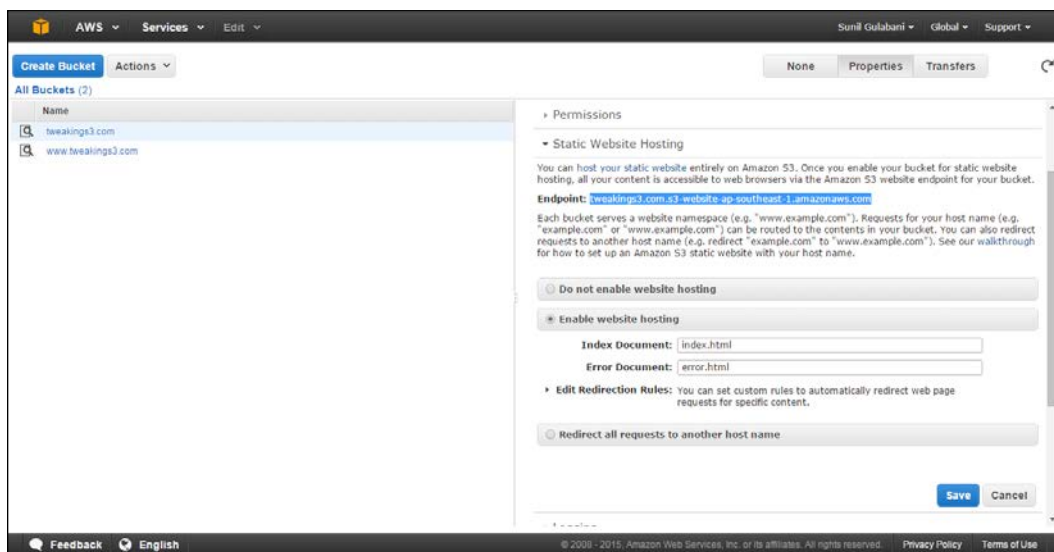 AWS Services Edit Sunil Gulabani Global Support
Create Bucket Actions None Properties Transfers
All Buckets (2)
Name
tweakings3.com
www.tweakings3.com
Permissions
Static Website Hosting
You can host your static website entirely on Amazon S3. Once you enable your bucket for static website
hosting, all your content is accessible to web browsers via the Amazon S3 website endpoint for your bucket.
Endpoint: tweakings3.com.s3-website-ap-southeast-1.amazonaws.com
Each bucket serves a website namespace (e.g. "www.example.com"). Requests for your host name (e.g.
"example.com" or "www.example.com") can be routed to the contents in your bucket. You can also redirect
requests to another host name (e.g. redirect "example.com" to "www.example.com"). See our walkthrough
for how to set up an Amazon S3 static website with your host name.
Do not enable website hosting
Enable website hosting
Index Document: index.html
Error Document: error.html
Edit Redirection Rules: You can set custom rules to automatically redirect web page
requests for specific content.
Redirect all requests to another host name
Save Cancel
Feedback English © 2008 - 2015, Amazon Web Services, Inc. or its affiliates. All rights reserved. Privacy Policy Terms of Use